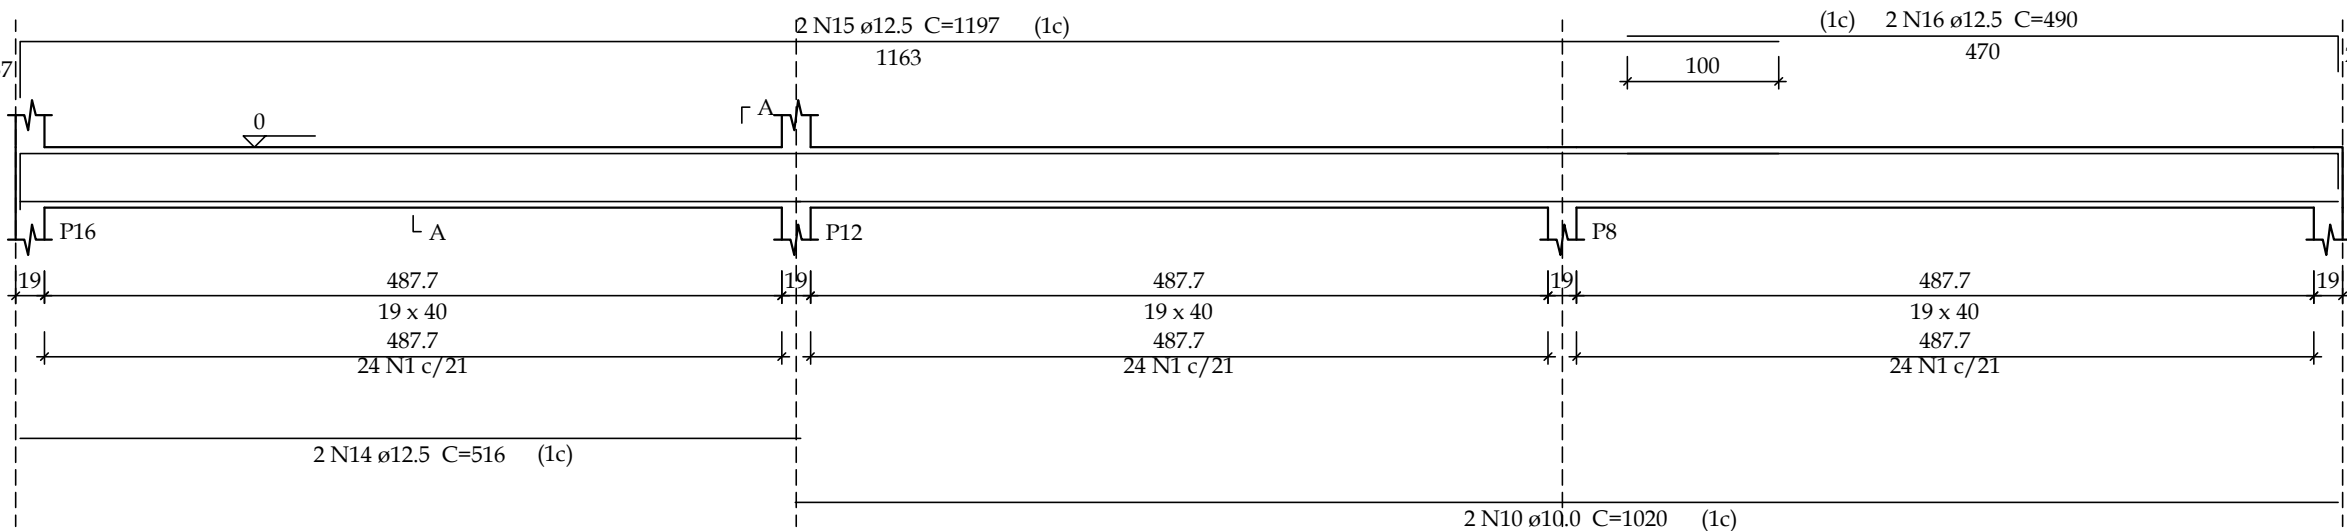 2 N15 ø12.5 C=1197 (1c)
(1c) 2 N16 ø12.5 C=490
1163
470
7
100
A
0
P16
A
P12
P8
19 487.7 19 487.7 19 487.7 19
19 x 40 19 x 40 19 x 40
487.7 487.7 487.7
24 N1 c/21 24 N1 c/21 24 N1 c/21
2 N14 ø12.5 C=516 (1c)
2 N10 ø10.0 C=1020 (1c)